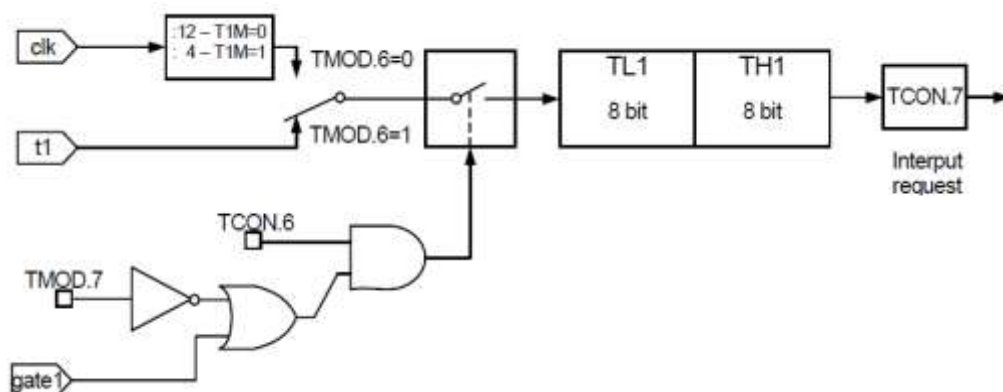 :12 – T1M=0
: 4 – T1M=1
clk
TMOD.6=0
TL1
TH1
8 bit
8 bit
TCON.7
t1
TMOD.6=1
Interput
request
TCON.6
TMOD.7
gate1